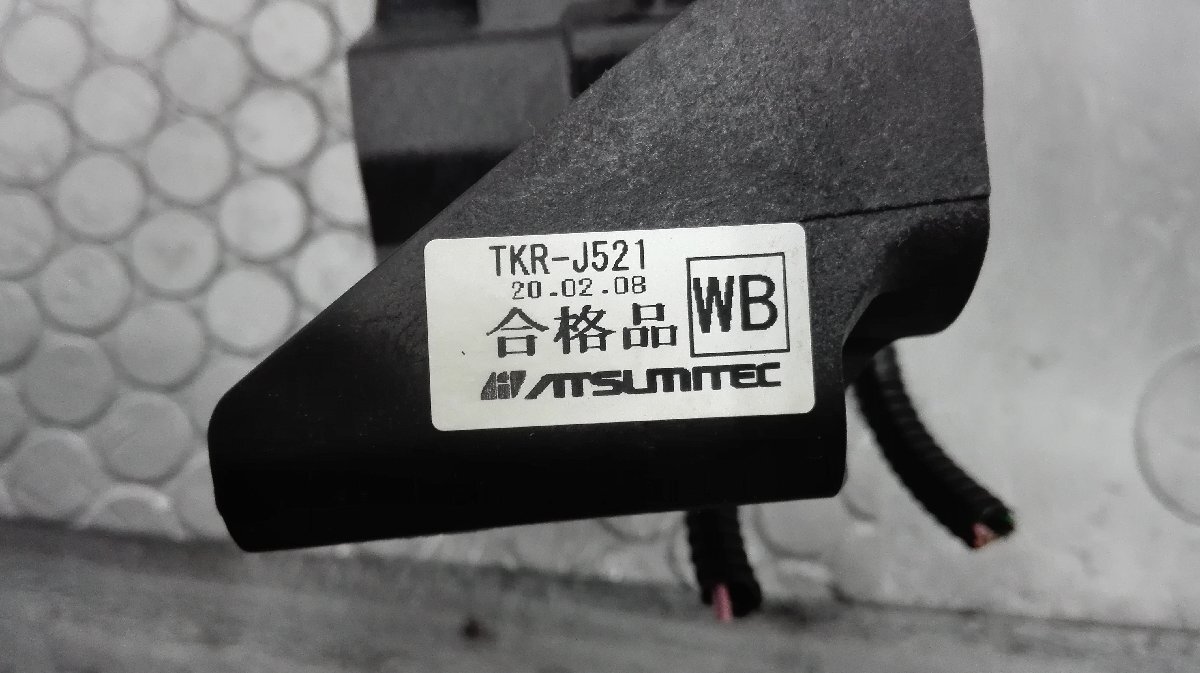 TKR-J521
20.02.08
合格品
WB
ATSUMITEC